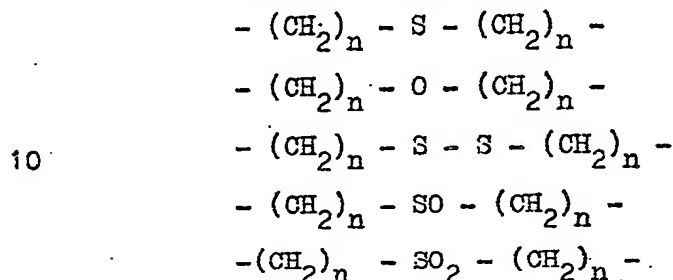 - (CH2)n - S - (CH2)n -
- (CH2)n - O - (CH2)n -
10 - (CH2)n - S - S - (CH2)n -
- (CH2)n - SO - (CH2)n -
-(CH2)n - SO2 - (CH2)n -.